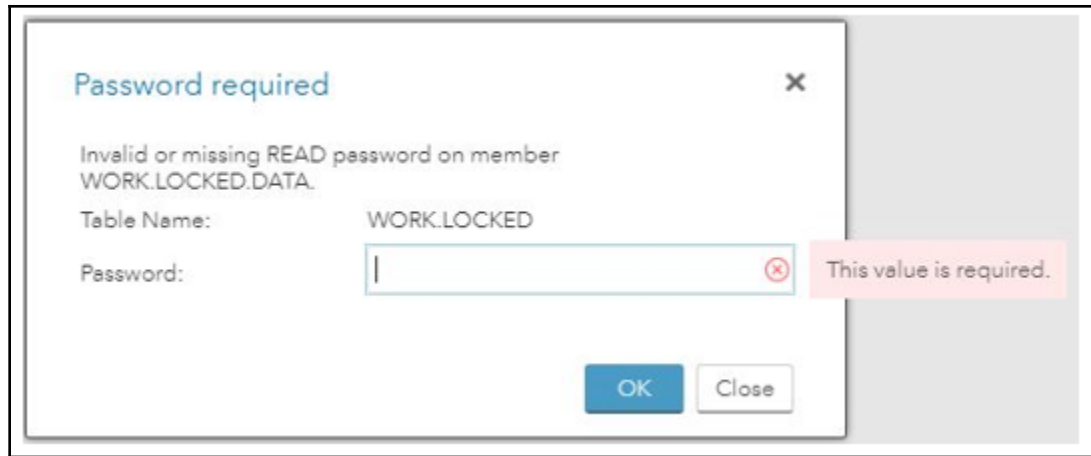 Password required
Invalid or missing READ password on member
WORK.LOCKED.DATA.
Table Name: WORK.LOCKED
Password: This value is required.
OK Close